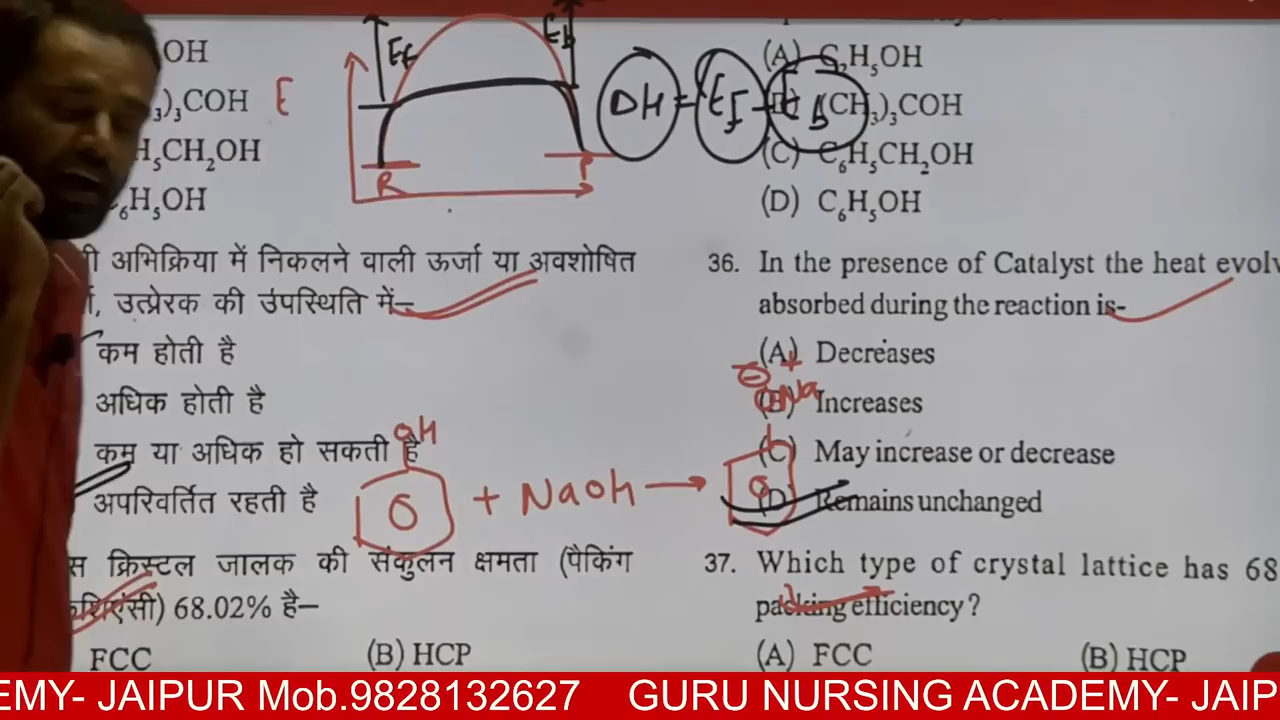 OH
₃)₃COH
H₅CH₂OH
₆H₅OH
E
Ef
Eb
R
P
DH = Ef - Eb
(A) C₂H₅OH
(CH₃)₃COH
(C) C₆H₅CH₂OH
(D) C₆H₅OH
अभिक्रिया में निकलने वाली ऊर्जा या अवशोषित
उत्प्रेरक की उपस्थिति में–
कम होती है
अधिक होती है
कम या अधिक हो सकती है
अपरिवर्तित रहती है
36. In the presence of Catalyst the heat evolv
absorbed during the reaction is-
(A) Decreases
(B) Increases
(C) May increase or decrease
(D) Remains unchanged
OH
+ NaOH →
ONa
क्रिस्टल जालक की संकुलन क्षमता (पैकिंग
68.02% है–
FCC (B) HCP
37. Which type of crystal lattice has 68
packing efficiency?
(A) FCC (B) HCP
EMY- JAIPUR Mob.9828132627 GURU NURSING ACADEMY- JAIP